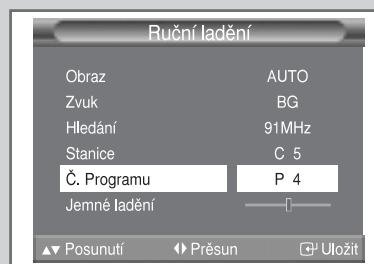 Ruční ladění
Obraz AUTO
Zvuk BG
Hledání 91MHz
Stanice C 5
Č. Programu P 4
Jemné ladění
▲▼ Posunutí ◀▶ Přesun Uložit